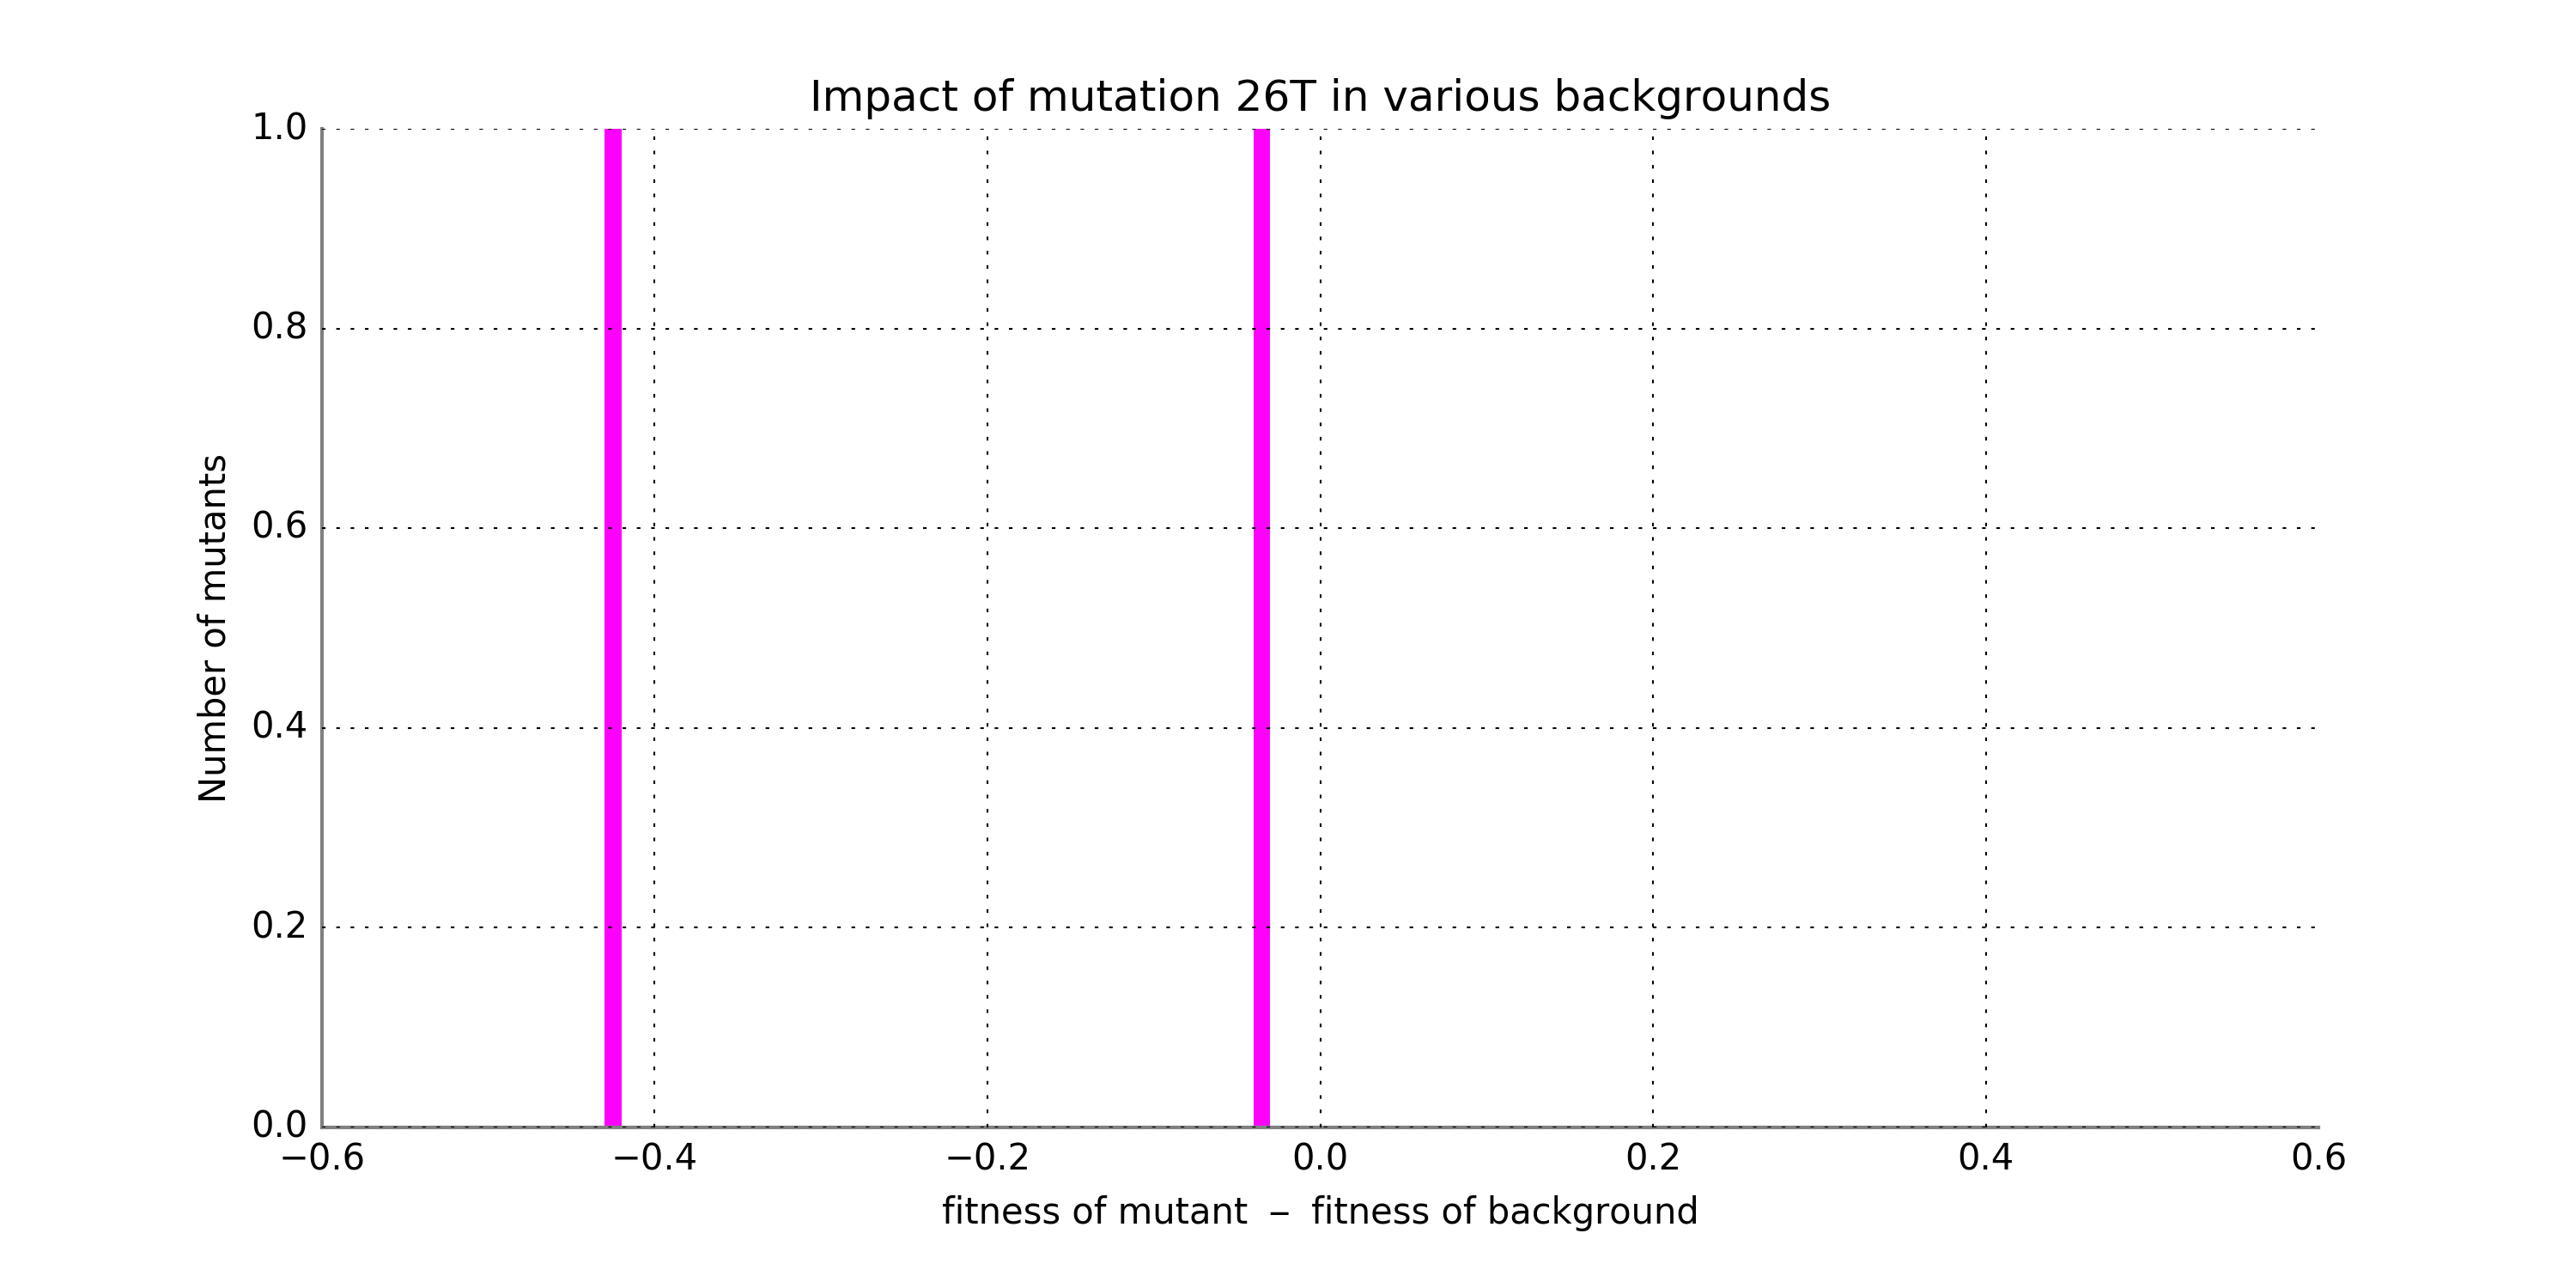 Impact of mutation 26T in various backgrounds
1.0
0.8
0.6
0.4
0.2
0.0
Number of mutants
−0.6 −0.4 −0.2 0.0 0.2 0.4 0.6
fitness of mutant − fitness of background